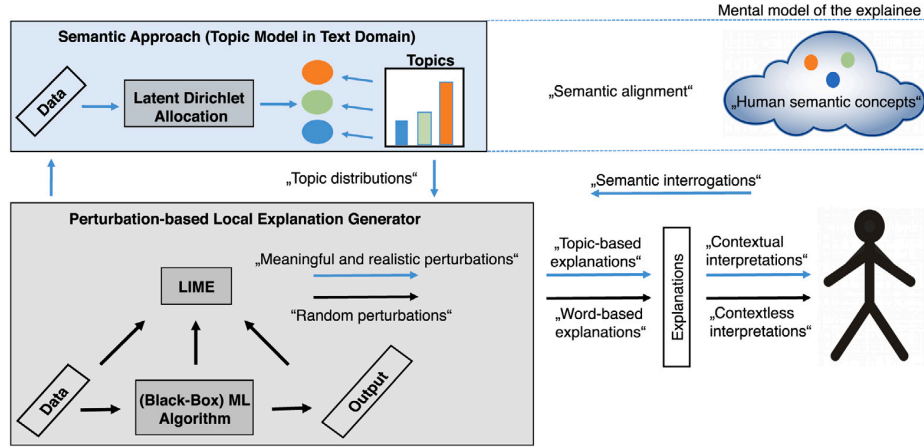 Mental model of the explainee
Semantic Approach (Topic Model in Text Domain)
Topics
Data
Latent Dirichlet
Allocation
„Semantic alignment“
„Human semantic concepts“
„Topic distributions“
„Semantic interrogations“
Perturbation-based Local Explanation Generator
„Meaningful and realistic perturbations“
LIME
“Random perturbations“
„Topic-based
explanations“
„Word-based
explanations“
Explanations
„Contextual
interpretations“
„Contextless
interpretations“
Data
(Black-Box) ML
Algorithm
Output